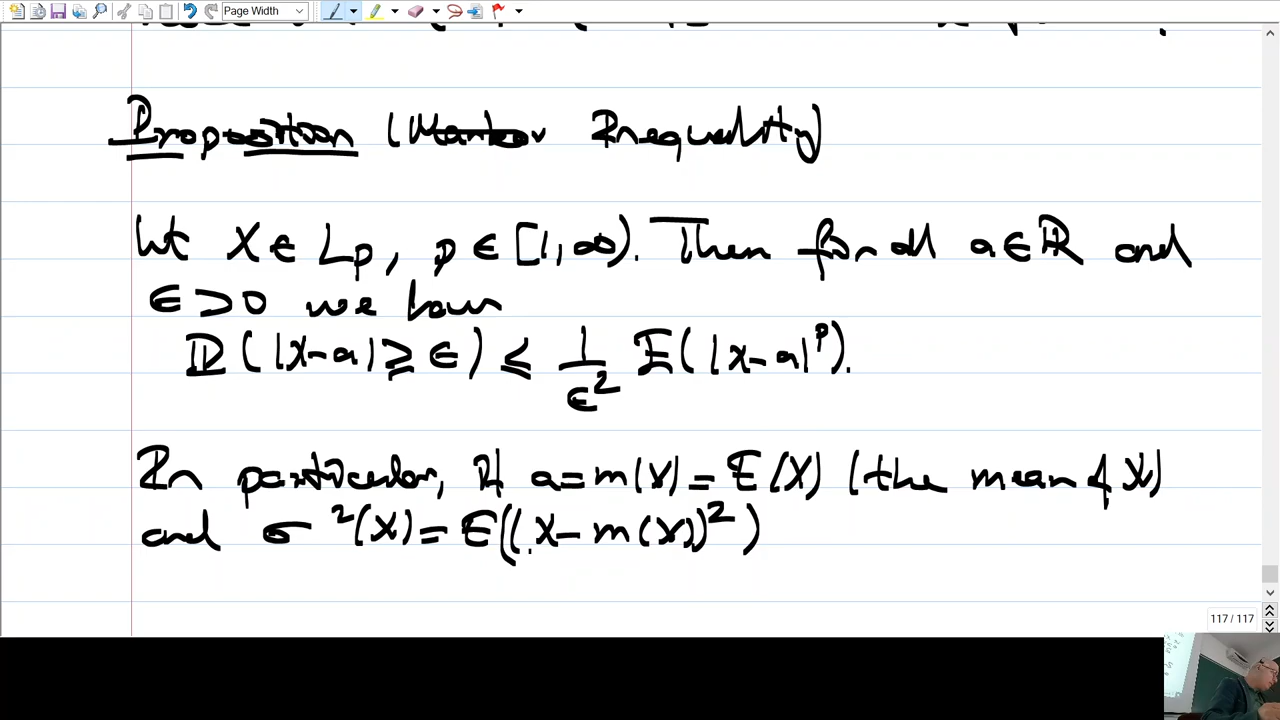 Page Width
Proposition (Markov Inequality)
Let X ∈ Lp, p ∈ [1,∞). Then for all a ∈ ℝ and
ϵ > 0 we have
ℙ(|X-a| ≥ ϵ) ≤ 1/ϵ² E(|X-a|^p).
In particular, if a = m(X) = E(X) (the mean of X)
and σ²(X) = E((X-m(X))²)
117 / 117